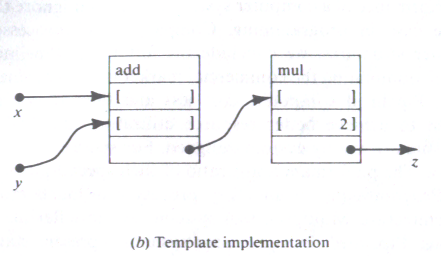 add
mul
[ ]
[ ]
x
[ ]
[ 2]
y
z
(b) Template implementation